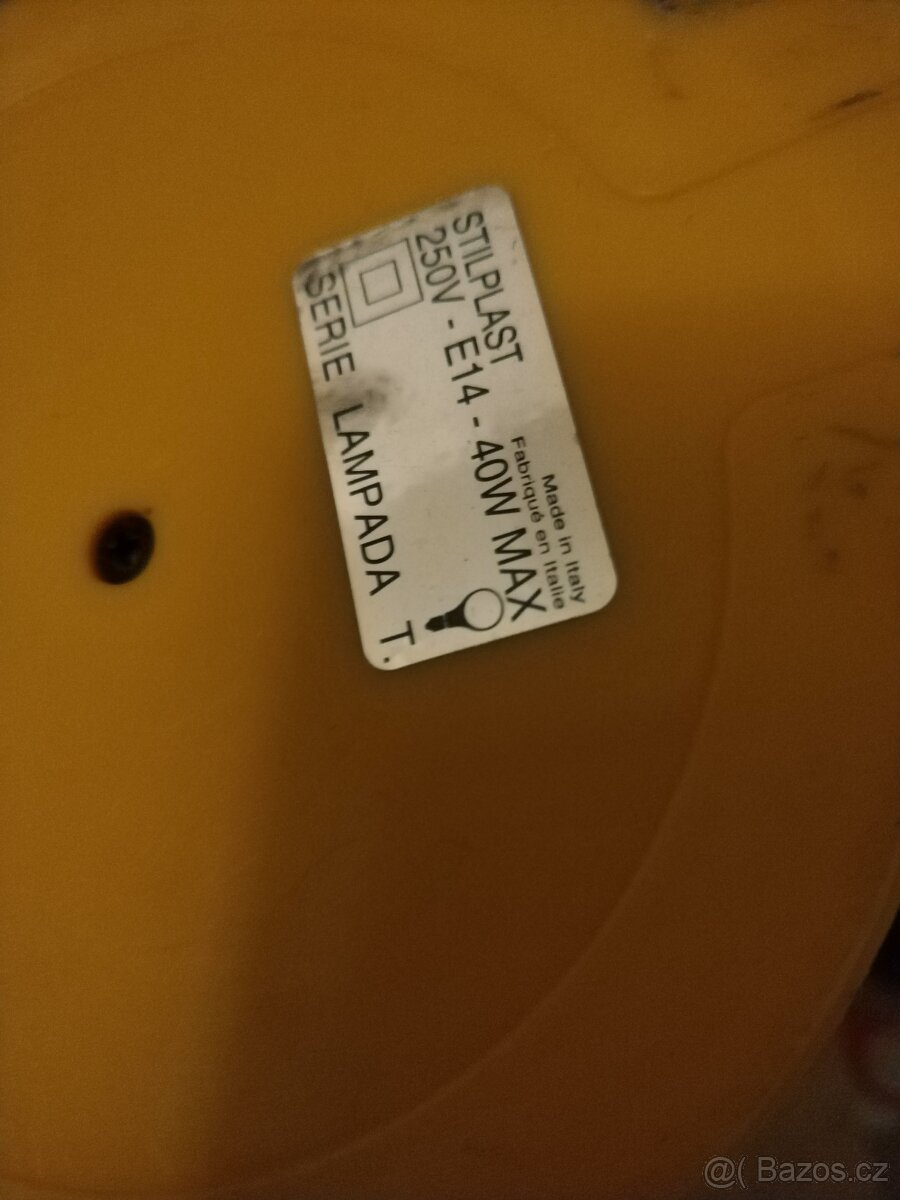 STILPLAST
Made in Italy
Fabriqué en Italie
250V - E14 - 40W MAX
SERIE LAMPADA T.
@( Bazos.cz